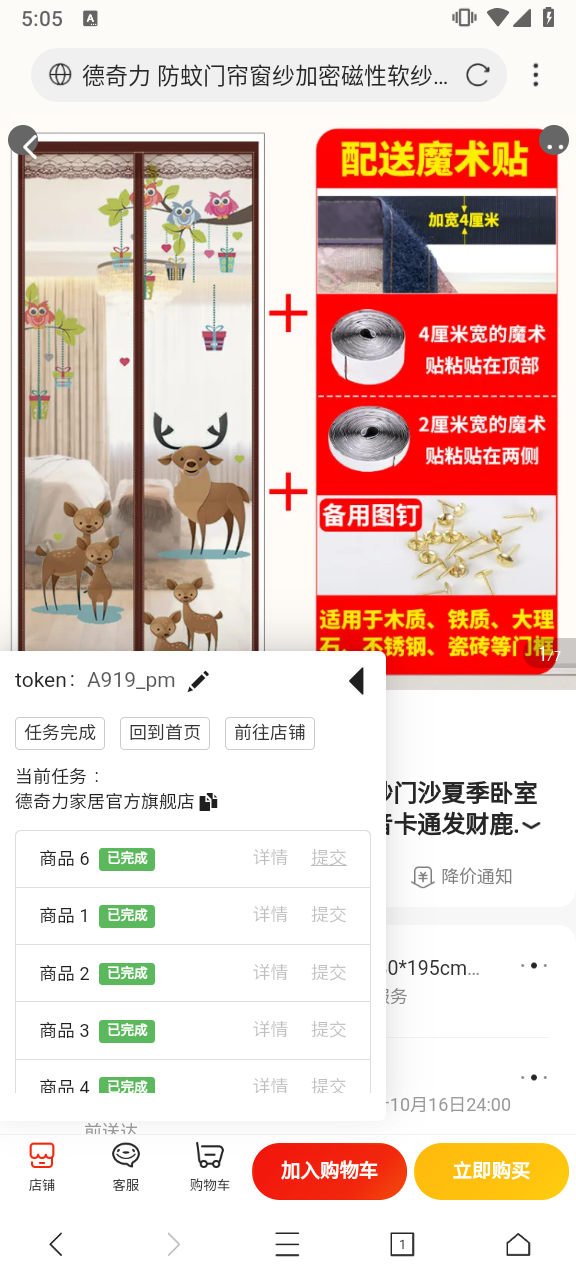 5:05
A
德奇力 防蚊门帘窗纱加密磁性软纱...
配送魔术贴
加宽4厘米
4厘米宽的魔术
贴粘贴在顶部
2厘米宽的魔术
贴粘贴在两侧
备用图钉
适用于木质、铁质、大理
石、不锈钢、瓷砖等门框
1/7
token: A919_pm
任务完成 回到首页 前往店铺
当前任务：
德奇力家居官方旗舰店
门沙夏季卧室
卡通发财鹿.
降价通知
商品 6 已完成 详情 提交
商品 1 已完成 详情 提交
商品 2 已完成 详情 提交
商品 3 已完成 详情 提交
商品 4 已完成 详情 提交
0*195cm...
服务
10月16日24:00
前送达
店铺 客服 购物车 加入购物车 立即购买
1